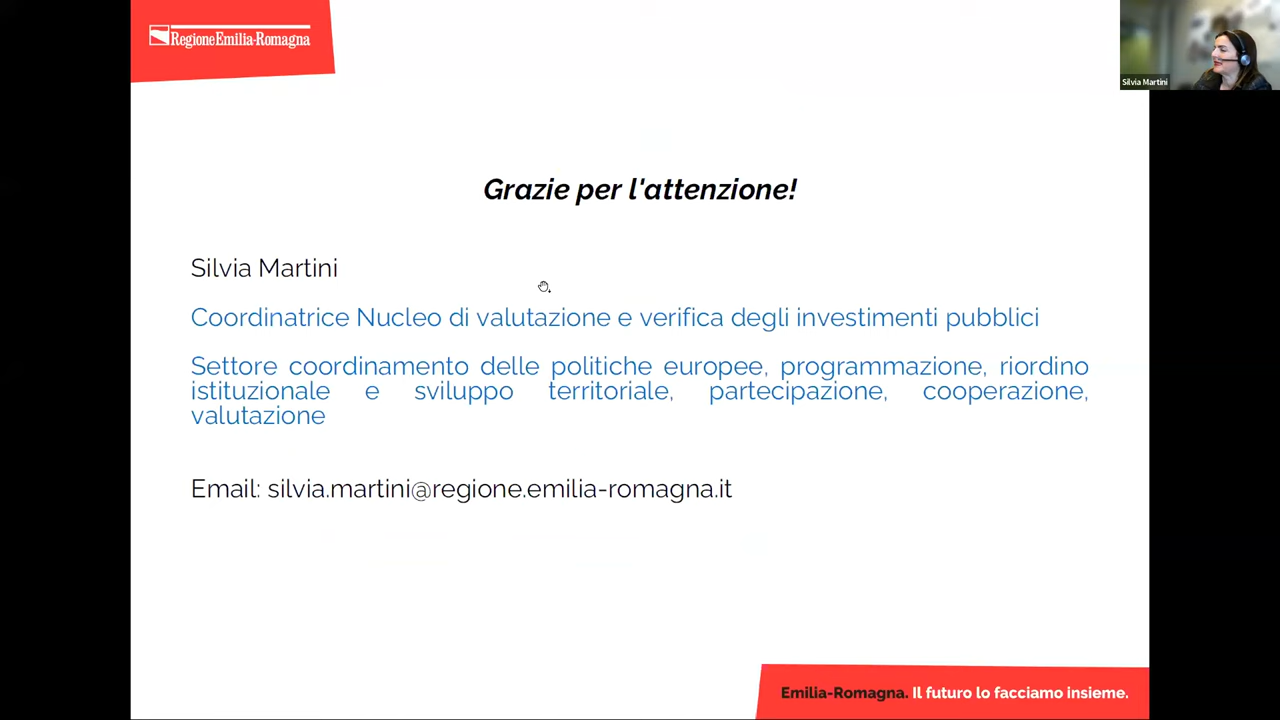 RegioneEmilia-Romagna
Silvia Martini
Grazie per l'attenzione!
Silvia Martini
Coordinatrice Nucleo di valutazione e verifica degli investimenti pubblici
Settore coordinamento delle politiche europee, programmazione, riordino
istituzionale e sviluppo territoriale, partecipazione, cooperazione,
valutazione
Email: silvia.martini@regione.emilia-romagna.it
Emilia-Romagna. Il futuro lo facciamo insieme.